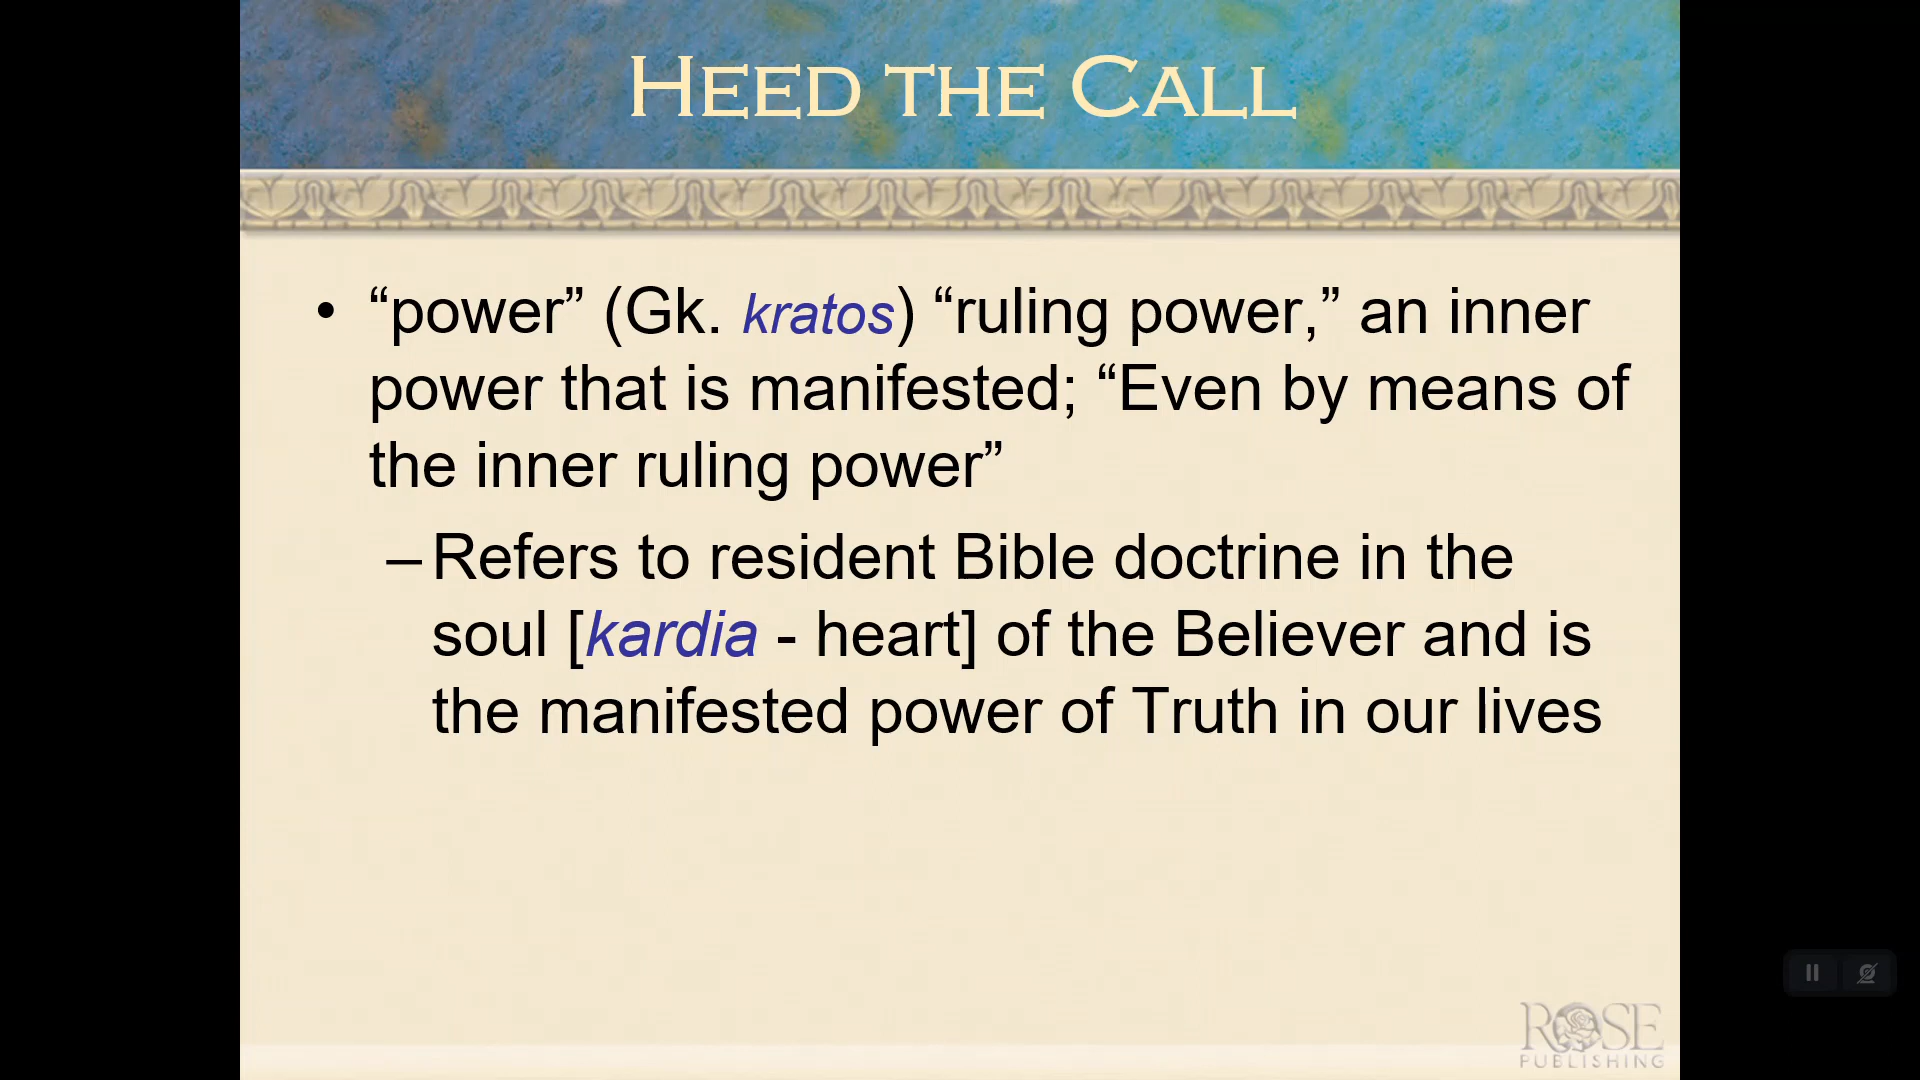 HEED THE CALL
• “power” (Gk. kratos) “ruling power,” an inner
power that is manifested; “Even by means of
the inner ruling power”
– Refers to resident Bible doctrine in the
soul [kardia - heart] of the Believer and is
the manifested power of Truth in our lives
ROSE
PUBLISHING